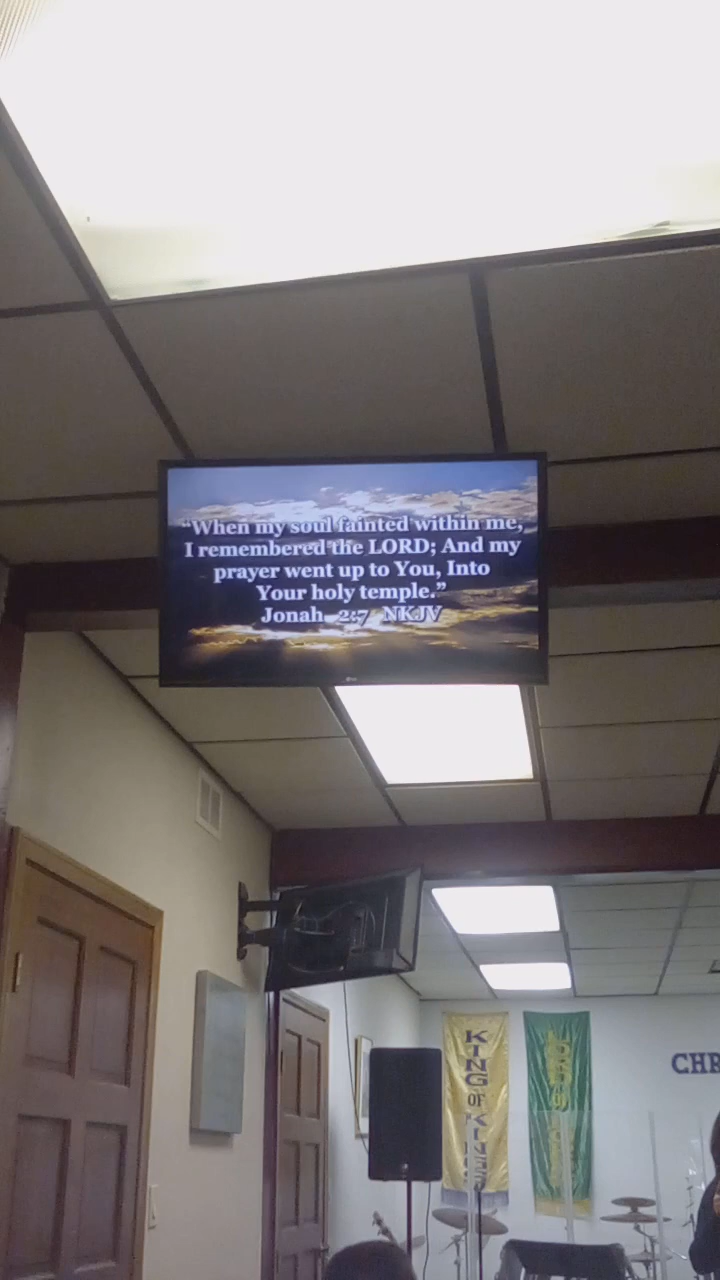 “When my soul fainted within me,
I remembered the LORD; And my
prayer went up to You, Into
Your holy temple.”
Jonah 2:7 NKJV
KING
OF
KINGS
CHR